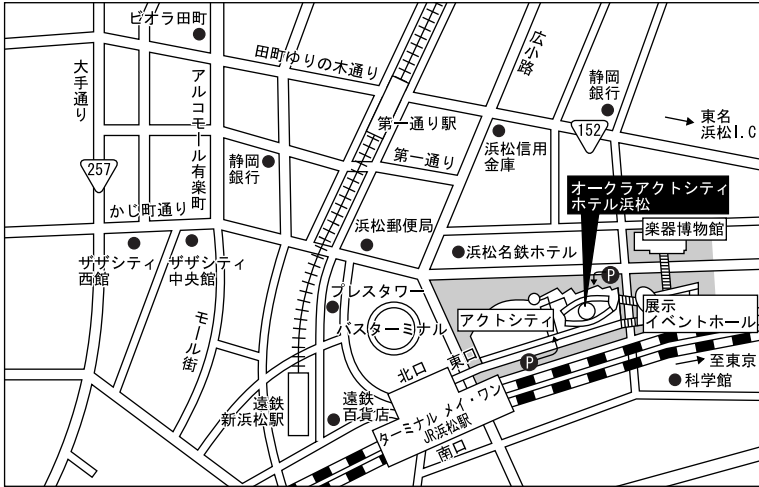 ビオラ田町
大手通り
アルコモール有楽町
田町ゆりの木通り
広小路
静岡
銀行
152
東名
浜松I.C
第一通り駅
第一通り
浜松信用
金庫
257
静岡
銀行
かじ町通り
オークラアクトシティ
ホテル浜松
楽器博物館
浜松郵便局
浜松名鉄ホテル
ザザシティ
西館
ザザシティ
中央館
モール街
プレスタワー
バスターミナル
P
アクトシティ
展示
イベントホール
P
北口
東口
至東京
科学館
遠鉄
新浜松駅
遠鉄
百貨店
ターミナル メイ・ワン
JR浜松駅
南口